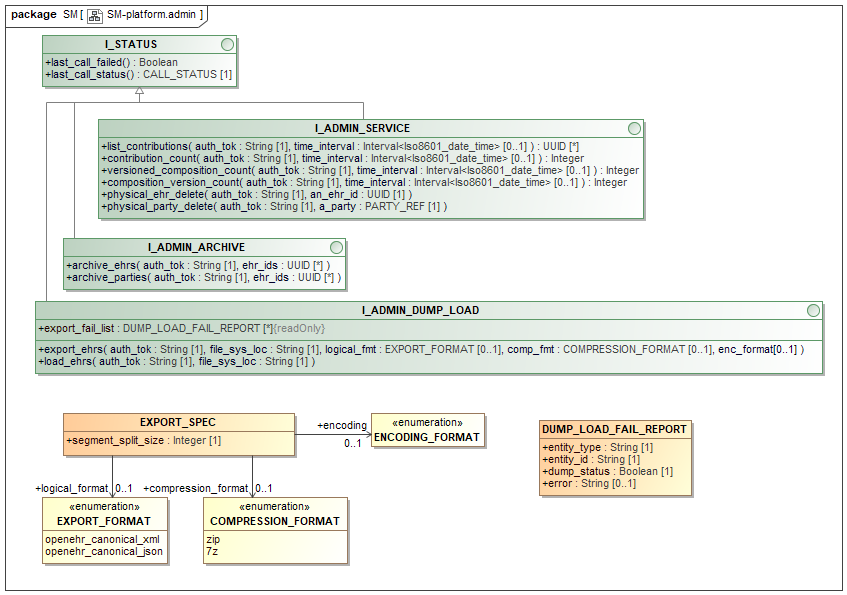 package SM [ SM-platform.admin ]
I_STATUS
+last_call_failed() : Boolean
+last_call_status() : CALL_STATUS [1]
I_ADMIN_SERVICE
+list_contributions( auth_tok : String [1], time_interval : Interval<Iso8601_date_time> [0..1] ) : UUID [*]
+contribution_count( auth_tok : String [1], time_interval : Interval<Iso8601_date_time> [0..1] ) : Integer
+versioned_composition_count( auth_tok : String [1], time_interval : Interval<Iso8601_date_time> [0..1] ) : Integer
+composition_version_count( auth_tok : String [1], time_interval : Interval<Iso8601_date_time> [0..1] ) : Integer
+physical_ehr_delete( auth_tok : String [1], an_ehr_id : UUID [1] )
+physical_party_delete( auth_tok : String [1], a_party : PARTY_REF [1] )
I_ADMIN_ARCHIVE
+archive_ehrs( auth_tok : String [1], ehr_ids : UUID [*] )
+archive_parties( auth_tok : String [1], ehr_ids : UUID [*] )
I_ADMIN_DUMP_LOAD
+export_fail_list : DUMP_LOAD_FAIL_REPORT [*]{readOnly}
+export_ehrs( auth_tok : String [1], file_sys_loc : String [1], logical_fmt : EXPORT_FORMAT [0..1], comp_fmt : COMPRESSION_FORMAT [0..1], enc_format[0..1] )
+load_ehrs( auth_tok : String [1], file_sys_loc : String [1] )
EXPORT_SPEC
+segment_split_size : Integer [1]
+encoding
0..1
«enumeration»
ENCODING_FORMAT
DUMP_LOAD_FAIL_REPORT
+entity_type : String [1]
+entity_id : String [1]
+dump_status : Boolean [1]
+error : String [0..1]
+logical_format 0..1
+compression_format 0..1
«enumeration»
EXPORT_FORMAT
openehr_canonical_xml
openehr_canonical_json
«enumeration»
COMPRESSION_FORMAT
zip
7z